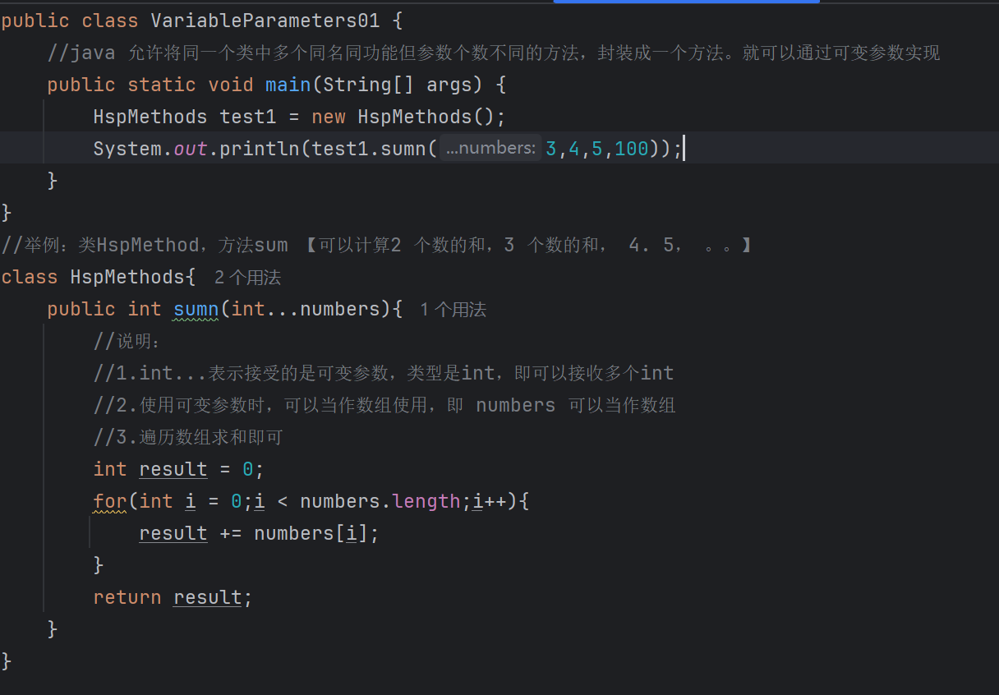 public class VariableParameters01 {
//java 允许将同一个类中多个同名同功能但参数个数不同的方法，封装成一个方法。就可以通过可变参数实现
public static void main(String[] args) {
HspMethods test1 = new HspMethods();
System.out.println(test1.sumn( ...numbers: 3,4,5,100));
}
}
//举例：类HspMethod，方法sum 【可以计算2 个数的和，3 个数的和， 4. 5， 。。】
class HspMethods{ 2 个用法
public int sumn(int...numbers){ 1 个用法
//说明：
//1.int...表示接受的是可变参数，类型是int，即可以接收多个int
//2.使用可变参数时，可以当作数组使用，即 numbers 可以当作数组
//3.遍历数组求和即可
int result = 0;
for(int i = 0;i < numbers.length;i++){
result += numbers[i];
}
return result;
}
}